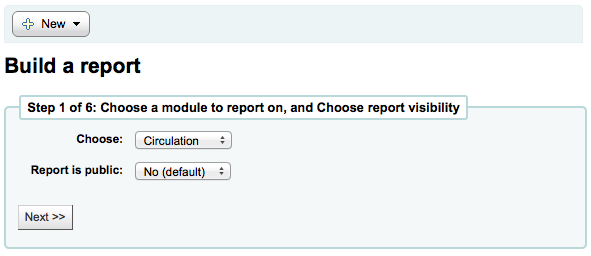 New
Build a report
Step 1 of 6: Choose a module to report on, and Choose report visibility
Choose: Circulation
Report is public: No (default)
Next >>